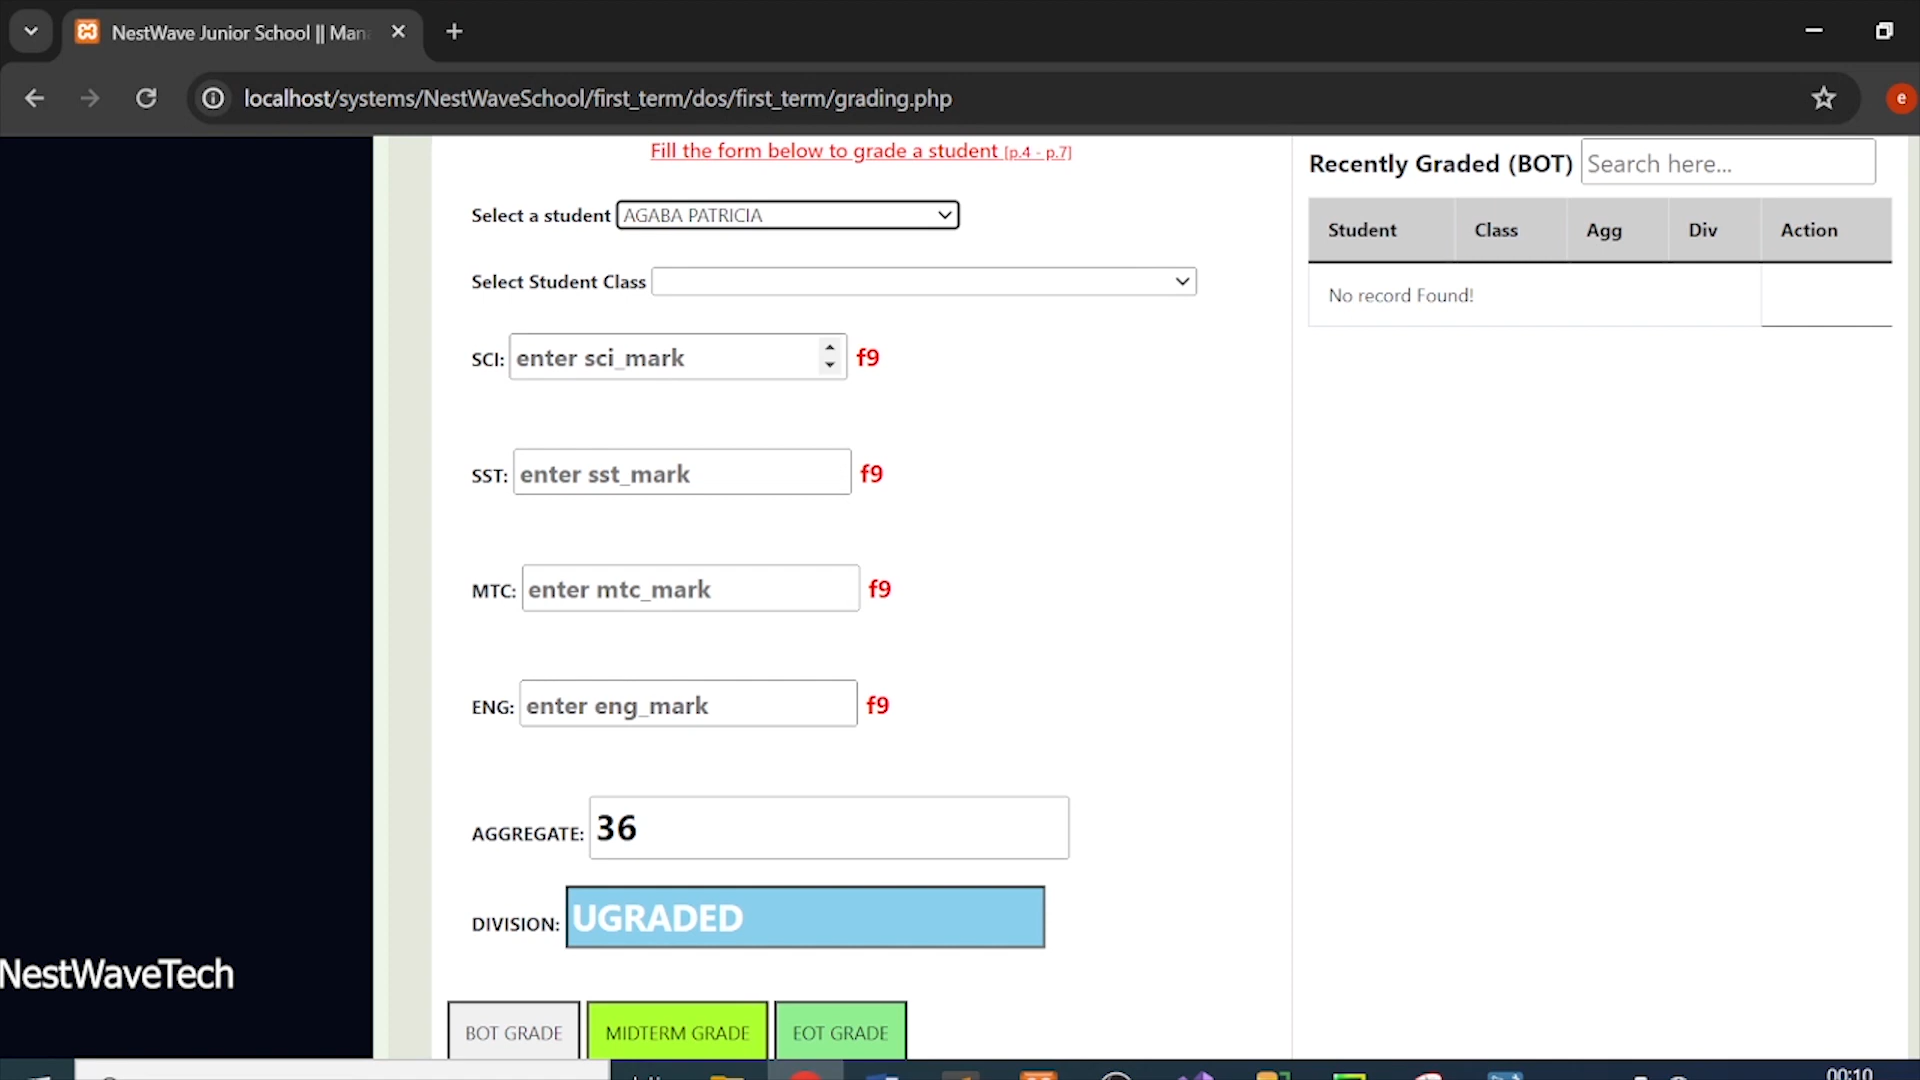 NestWave Junior School || Man
localhost/systems/NestWaveSchool/first_term/dos/first_term/grading.php
e
Fill the form below to grade a student [p.4 - p.7]
Select a student AGABA PATRICIA
Select Student Class
SCI: enter sci_mark f9
SST: enter sst_mark f9
MTC: enter mtc_mark f9
ENG: enter eng_mark f9
AGGREGATE: 36
DIVISION: UGRADED
BOT GRADE MIDTERM GRADE EOT GRADE
Recently Graded (BOT) Search here...
Student Class Agg Div Action
No record Found!
NestWaveTech
00:10